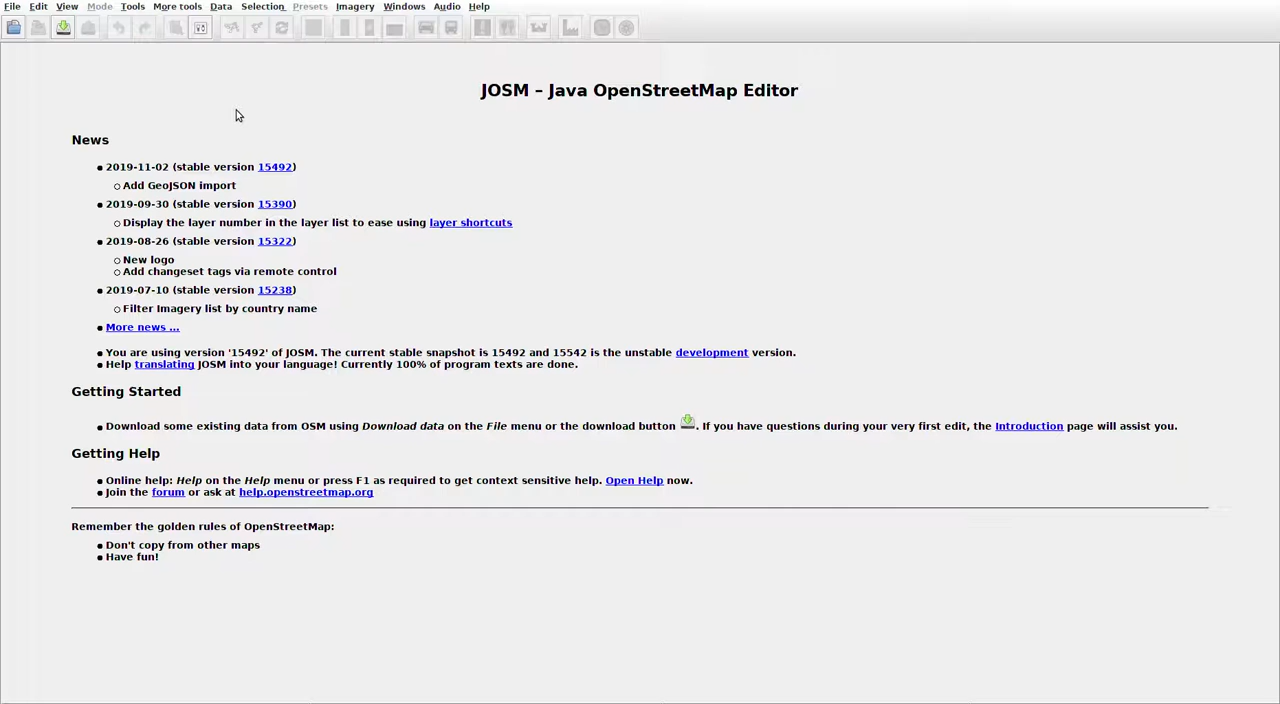 File Edit View Mode Tools More tools Data Selection Presets Imagery Windows Audio Help
JOSM – Java OpenStreetMap Editor
News
2019-11-02 (stable version 15492)
Add GeoJSON import
2019-09-30 (stable version 15390)
Display the layer number in the layer list to ease using layer shortcuts
2019-08-26 (stable version 15322)
New logo
Add changeset tags via remote control
2019-07-10 (stable version 15238)
Filter Imagery list by country name
More news ...
You are using version '15492' of JOSM. The current stable snapshot is 15492 and 15542 is the unstable development version.
Help translating JOSM into your language! Currently 100% of program texts are done.
Getting Started
Download some existing data from OSM using Download data on the File menu or the download button . If you have questions during your very first edit, the Introduction page will assist you.
Getting Help
Online help: Help on the Help menu or press F1 as required to get context sensitive help. Open Help now.
Join the forum or ask at help.openstreetmap.org
Remember the golden rules of OpenStreetMap:
Don't copy from other maps
Have fun!